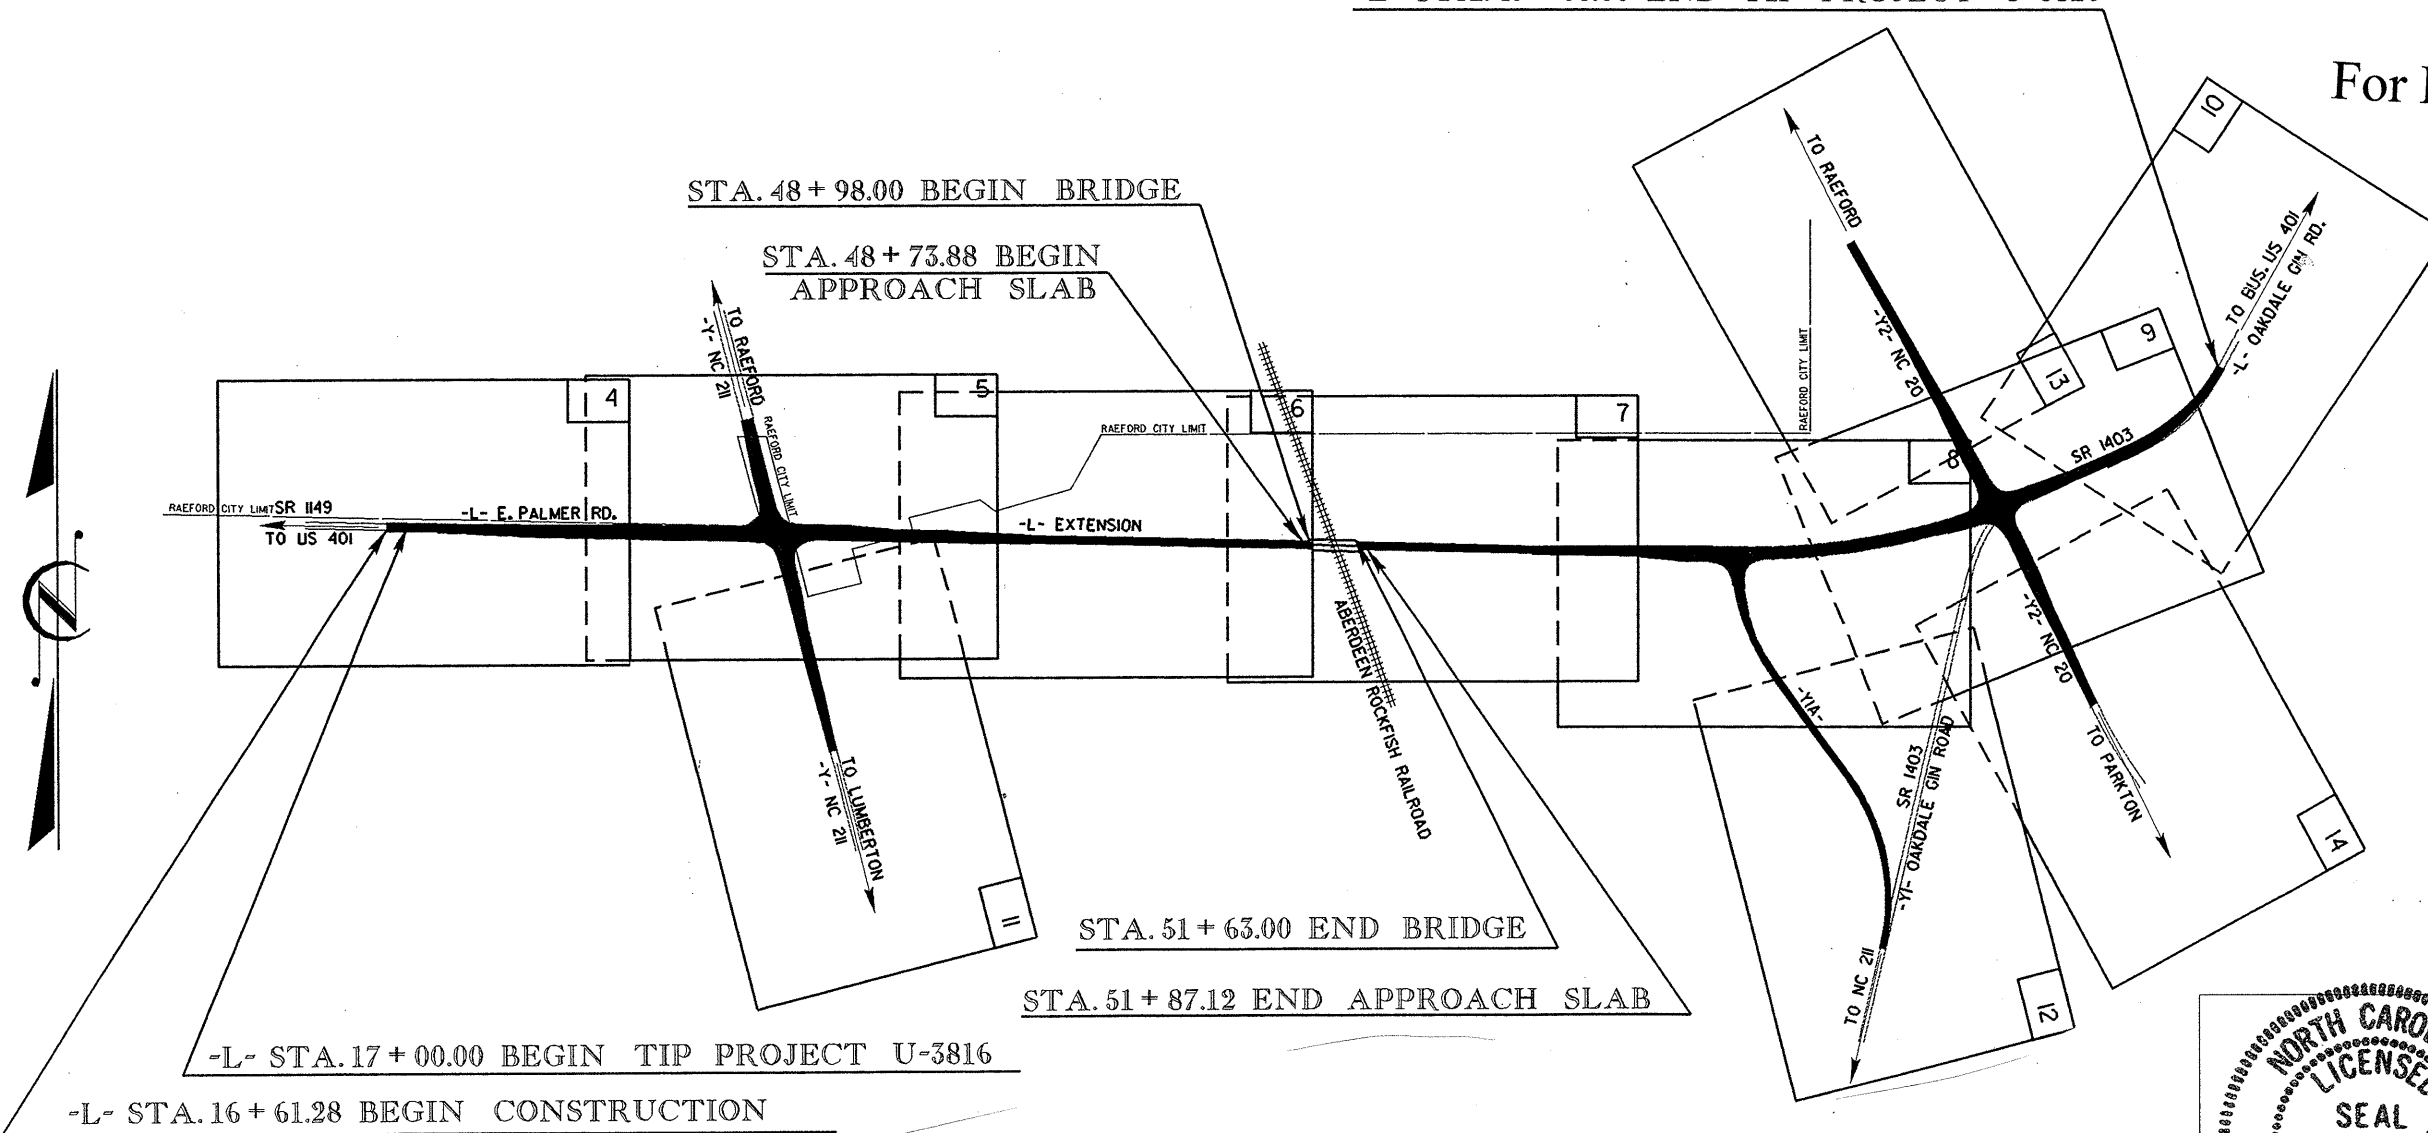 END TIP PROJECT
For
STA. 48 + 98.00 BEGIN BRIDGE
STA. 48 + 73.88 BEGIN
APPROACH SLAB
10
TO RAEFORD
TO BUS. US 401
-L- OAKDALE GIN RD.
-Y2- NC 20
13
9
SR 1403
RAEFORD CITY LIMIT
TO RAEFORD
-Y- NC 211
RAEFORD CITY LIMIT
4
5
6
7
8
RAEFORD CITY LIMIT
RAEFORD CITY LIMIT SR 1149
TO US 401
-L- E. PALMER RD.
-L- EXTENSION
ABERDEEN ROCKFISH RAILROAD
-Y1A-
SR 1403
-Y1- OAKDALE GIN ROAD
-Y2- NC 20
TO PARKTON
14
TO LUMBERTON
-Y- NC 211
11
TO NC 211
12
STA. 51 + 63.00 END BRIDGE
STA. 51 + 87.12 END APPROACH SLAB
-L- STA. 17 + 00.00 BEGIN TIP PROJECT U-3816
-L- STA. 16 + 61.28 BEGIN CONSTRUCTION
NORTH
SEAL